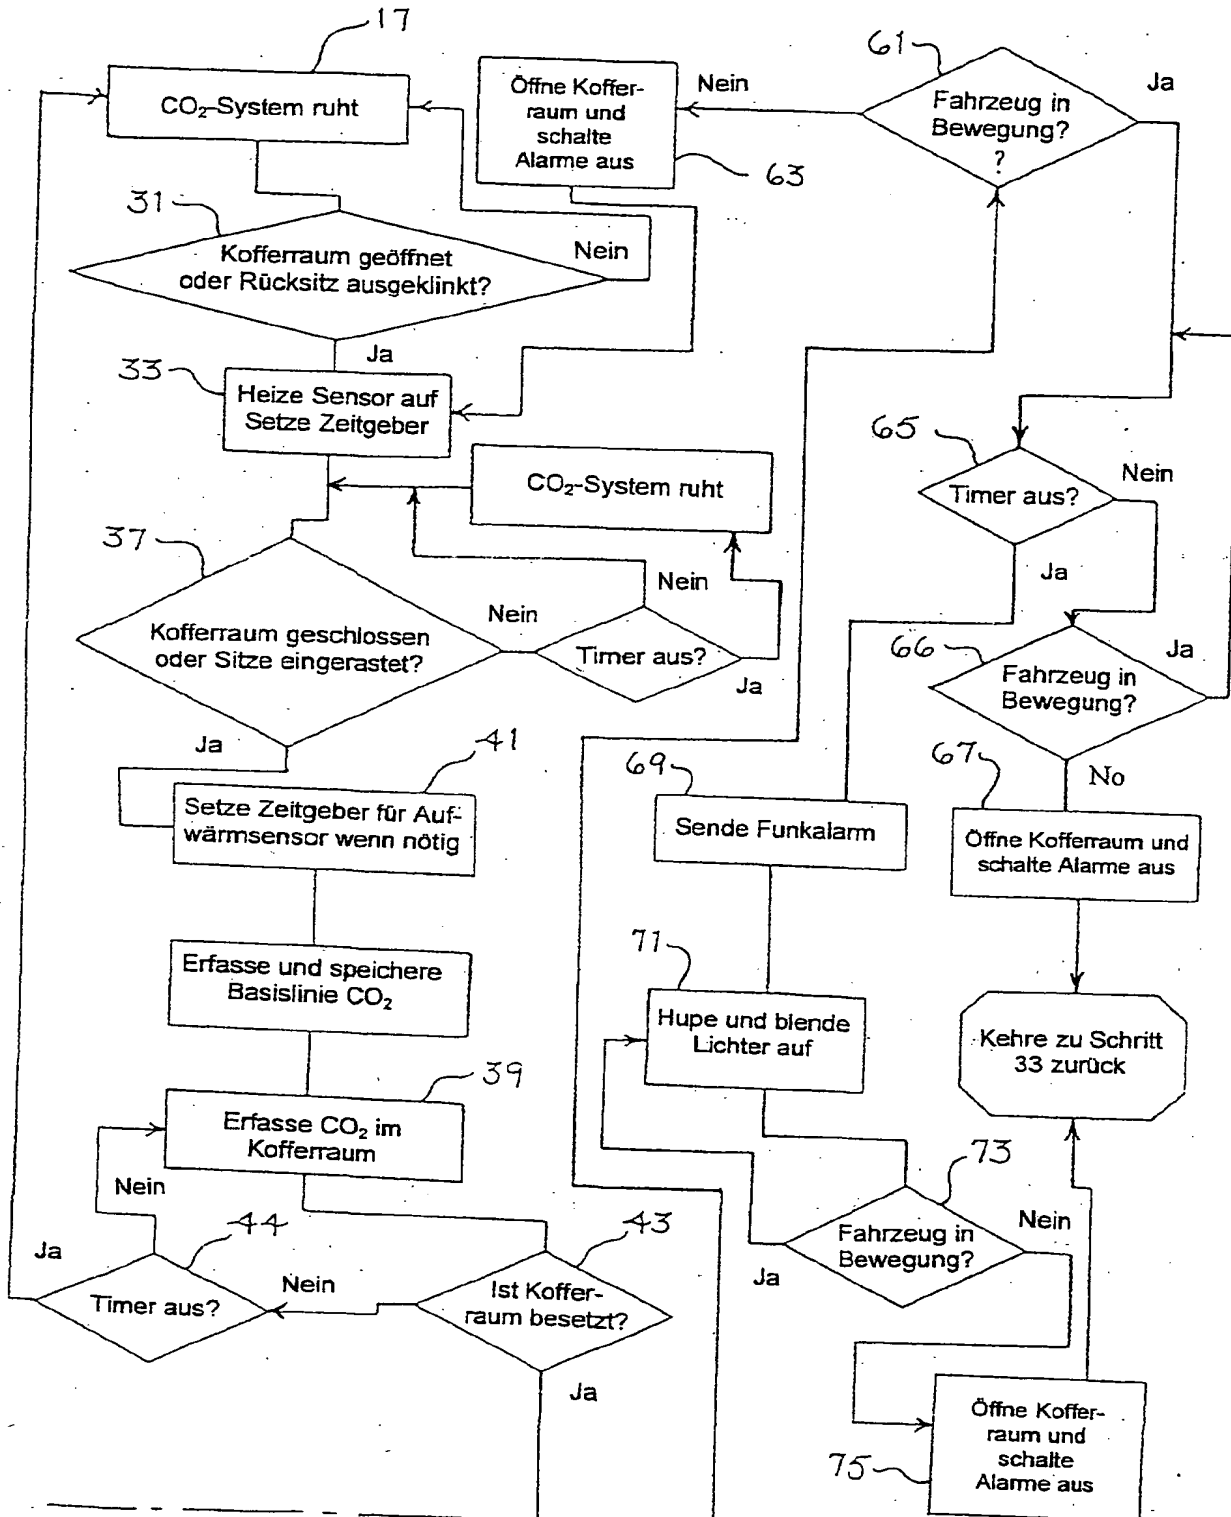 17
CO₂-System ruht
31
Kofferraum geöffnet
oder Rücksitz ausgeklinkt?
Nein
Ja
33
Heize Sensor auf
Setze Zeitgeber
CO₂-System ruht
37
Kofferraum geschlossen
oder Sitze eingerastet?
Nein
Timer aus?
Nein
Ja
Ja
41
Setze Zeitgeber für Auf-
wärmsensor wenn nötig
Erfasse und speichere
Basislinie CO₂
39
Erfasse CO₂ im
Kofferraum
Nein
44
Ja
Timer aus?
Nein
43
Ist Koffer-
raum besetzt?
Ja
Öffne Koffer-
raum und
schalte
Alarme aus
63
Nein
61
Fahrzeug in
Bewegung?
?
Ja
65
Timer aus?
Nein
Ja
66
Fahrzeug in
Bewegung?
Ja
No
67
Öffne Kofferraum und
schalte Alarme aus
69
Sende Funkalarm
71
Hupe und blende
Lichter auf
Kehre zu Schritt
33 zurück
73
Fahrzeug in
Bewegung?
Ja
Nein
75
Öffne Koffer-
raum und
schalte
Alarme aus